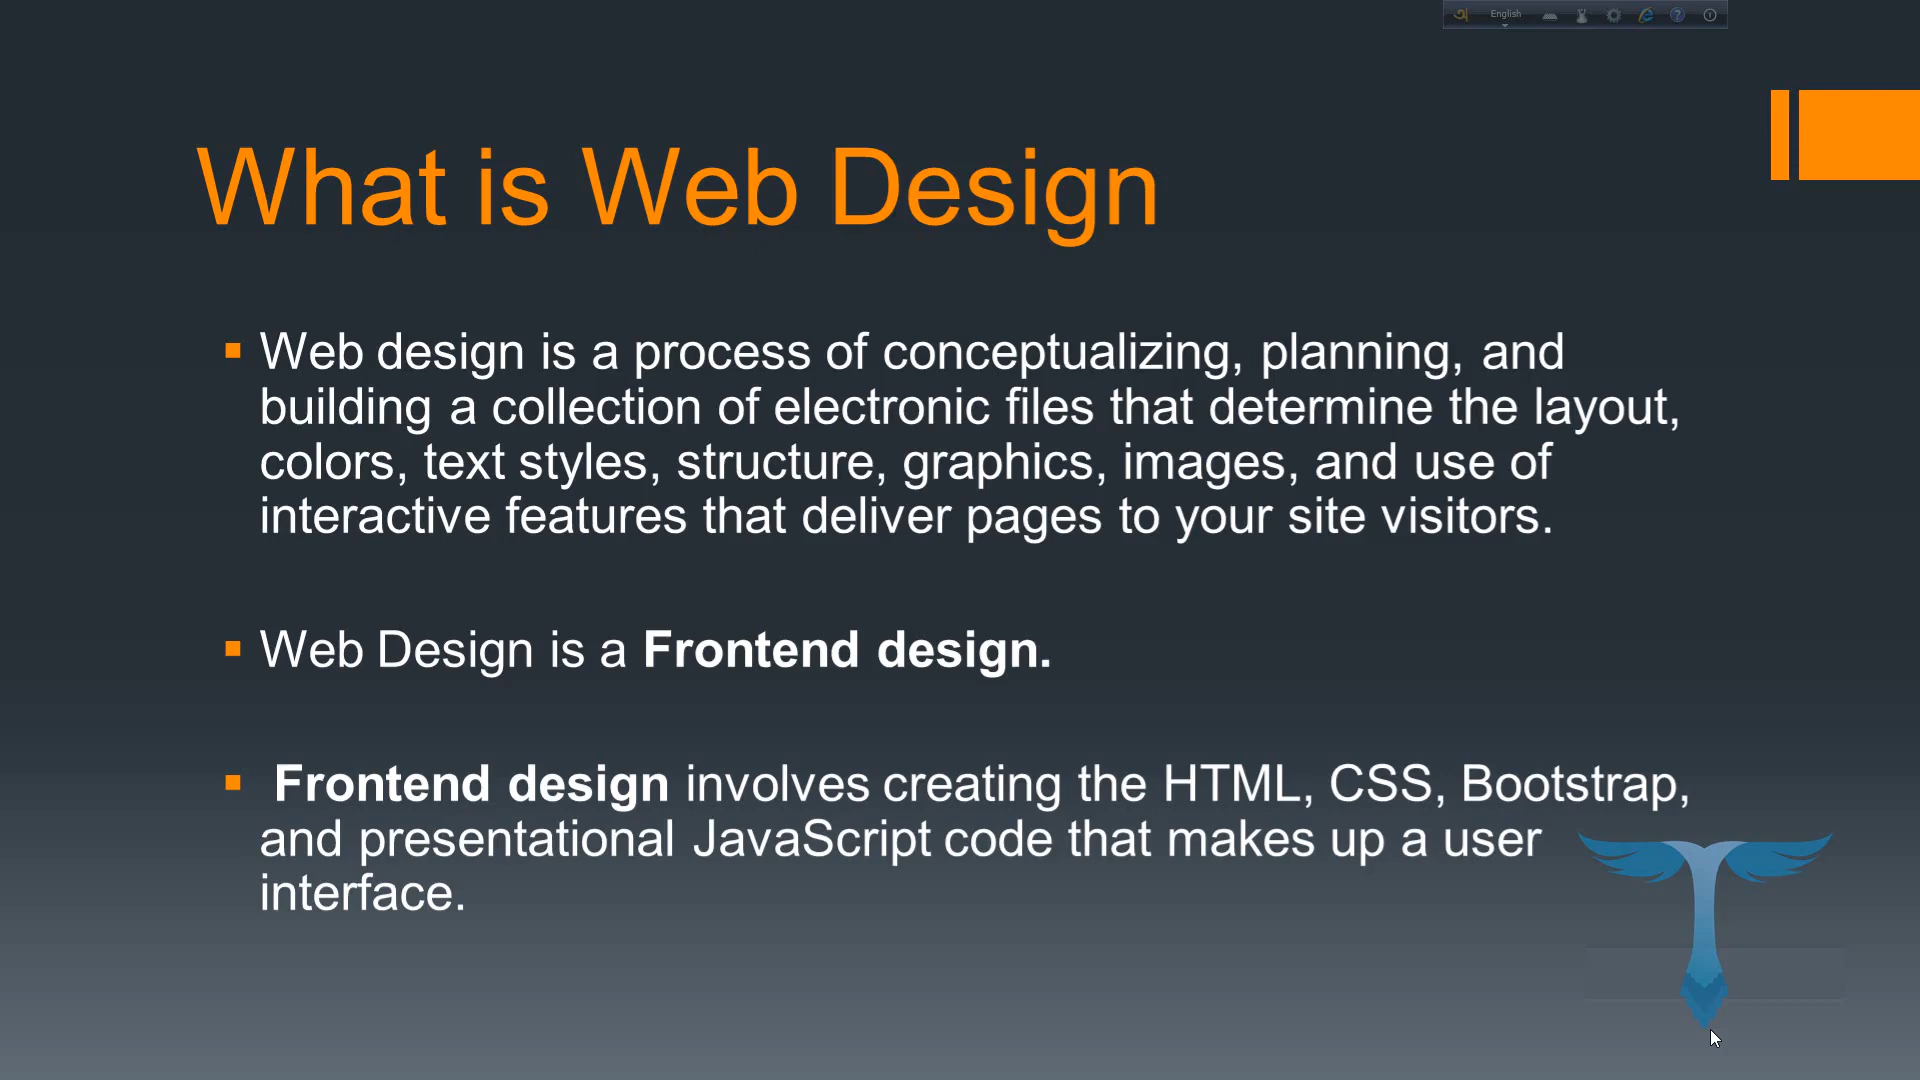 English
What is Web Design
Web design is a process of conceptualizing, planning, and
building a collection of electronic files that determine the layout,
colors, text styles, structure, graphics, images, and use of
interactive features that deliver pages to your site visitors.
Web Design is a Frontend design.
Frontend design involves creating the HTML, CSS, Bootstrap,
and presentational JavaScript code that makes up a user
interface.